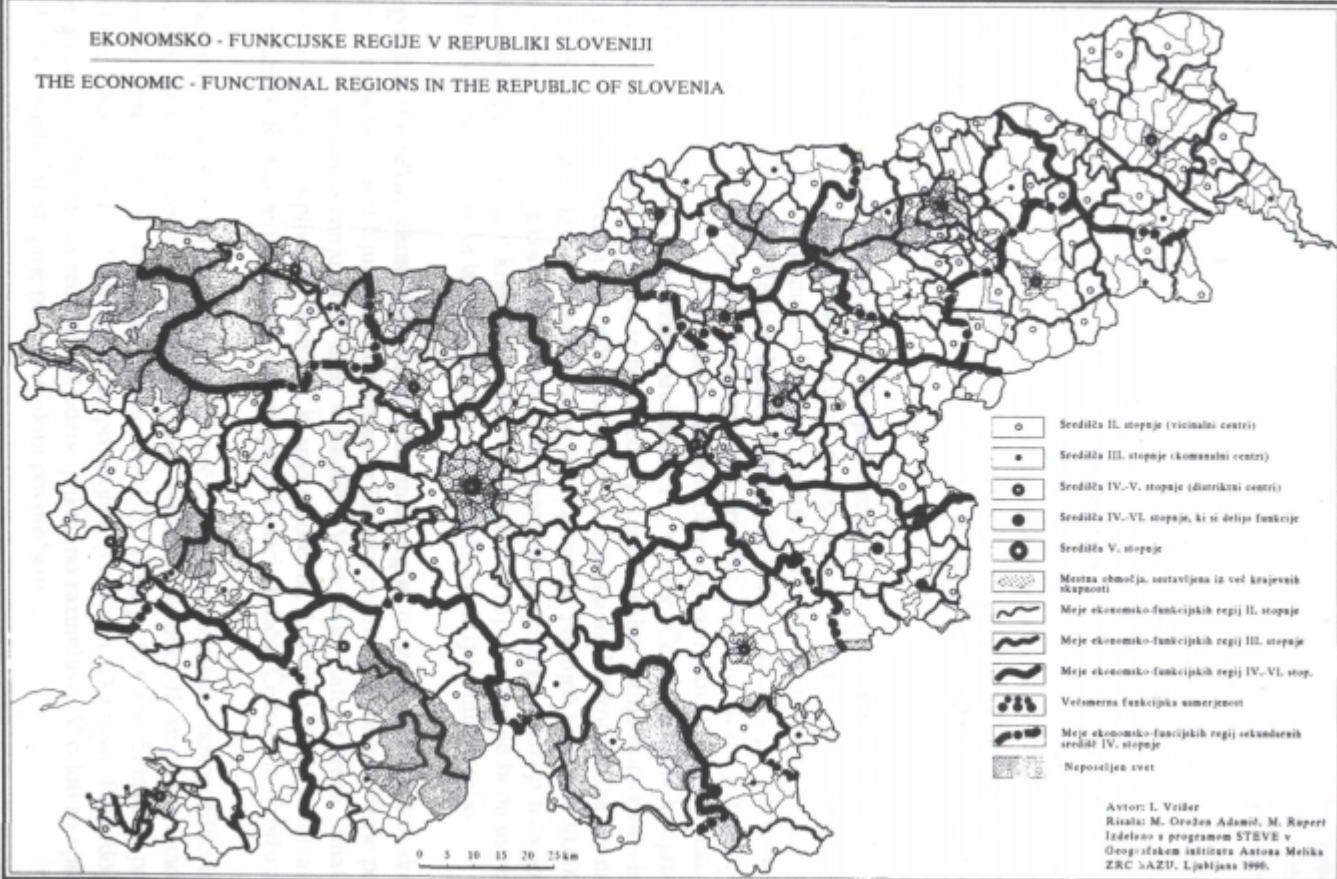 EKONOMSKO - FUNKCIJSKE REGIJE V REPUBLIKI SLOVENIJI
THE ECONOMIC - FUNCTIONAL REGIONS IN THE REPUBLIC OF SLOVENIA
Središča II. stopnje (vicinalni centri)
Središča III. stopnje (komunalni centri)
Središča IV.-V. stopnje (distriktni centri)
Središča IV.-VI. stopnje, ki si delijo funkcije
Središča V. stopnje
Mestna območja, sestavljena iz več krajevnih
skupnosti
Meje ekonomsko-funkcijskih regij II. stopnje
Meje ekonomsko-funkcijskih regij III. stopnje
Meje ekonomsko-funkcijskih regij IV.-VI. stop.
Večsmerna funkcijska usmerjenost
Meje ekonomsko-funcijskih regij sekundarnih
središč IV. stopnje
Neposeljen svet
Avtor: I. Vrišer
Risala: M. Orožen Adamič, M. Rupert
Izdelano s programom STEVE v
Geografskem inštitutu Antona Melika
ZRC SAZU, Ljubljana 1990.
0 5 10 15 20 25 km